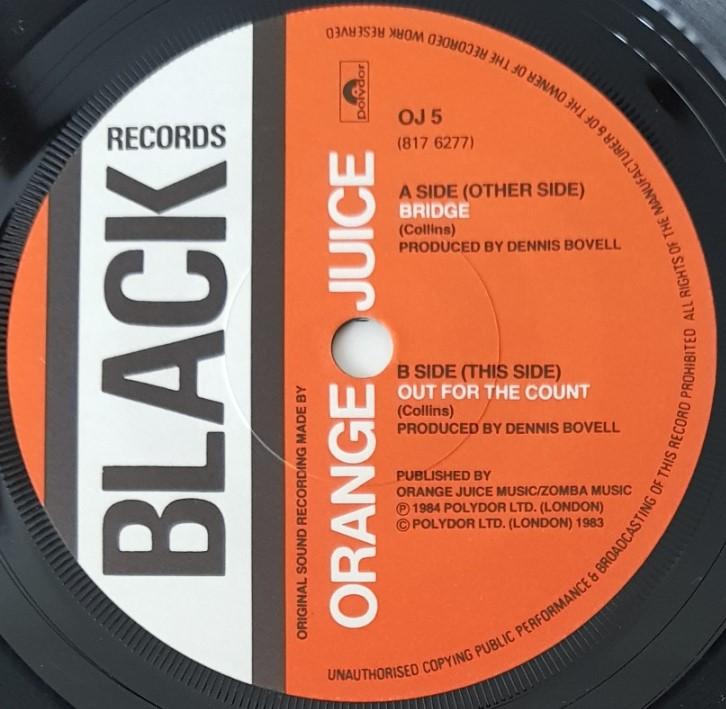 BLACK
RECORDS
ORIGINAL SOUND RECORDING MADE BY
ORANGE JUICE
polydor
OJ 5
(817 6277)
A SIDE (OTHER SIDE)
BRIDGE
(Collins)
PRODUCED BY DENNIS BOVELL
B SIDE (THIS SIDE)
OUT FOR THE COUNT
(Collins)
PRODUCED BY DENNIS BOVELL
PUBLISHED BY
ORANGE JUICE MUSIC/ZOMBA MUSIC
Ⓟ 1984 POLYDOR LTD. (LONDON)
© POLYDOR LTD. (LONDON) 1983
UNAUTHORISED COPYING PUBLIC PERFORMANCE & BROADCASTING OF THIS RECORD PROHIBITED ALL RIGHTS OF THE MANUFACTURER & OF THE OWNER OF THE RECORDED WORK RESERVED